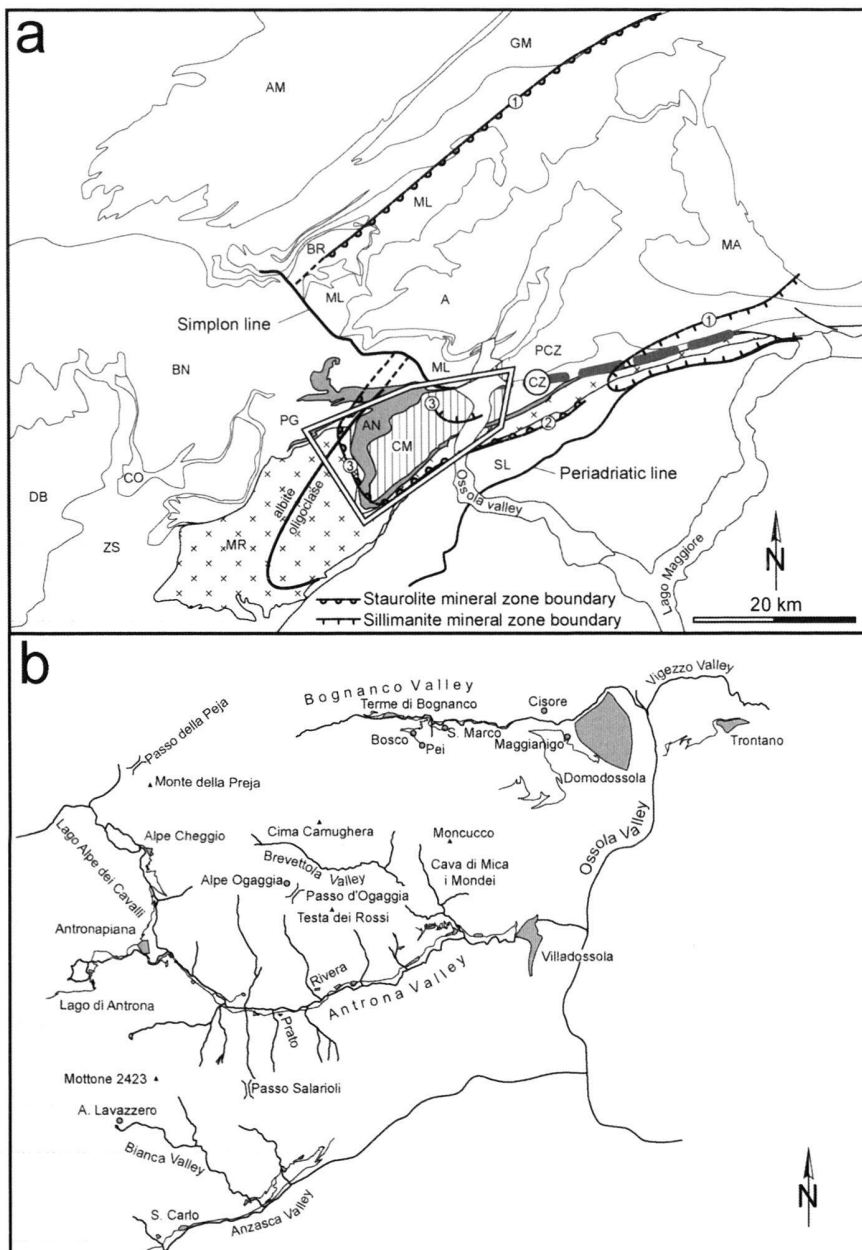 a
AM
GM
1
ML
BR
MA
ML
A
Simplon line
1
ML
PCZ
BN
CZ
3
PG
AN
2
CM
SL
Periadriatic line
3
CO
DB
albite
oligoclase
Ossola valley
ZS
MR
Lago Maggiore
N
20 km
Staurolite mineral zone boundary
Sillimanite mineral zone boundary
b
Bognanco Valley
Vigezzo Valley
Passo della Peja
Terme di Bognanco
Cisore
S. Marco
Bosco
Pei
Maggianigo
Trontano
Monte della Preja
Domodossola
Lago Alpe dei Cavalli
Alpe Cheggio
Cima Camughera
Moncucco
Ossola Valley
Brevettola Valley
Cava di Mica
i Mondei
Alpe Ogaggia
Passo d'Ogaggia
Testa dei Rossi
Antronapiana
Villadossola
Rivera
Antrona Valley
Lago di Antrona
Prato
Mottone 2423
Passo Salarioli
A. Lavazzero
Bianca Valley
N
S. Carlo
Anzasca Valley